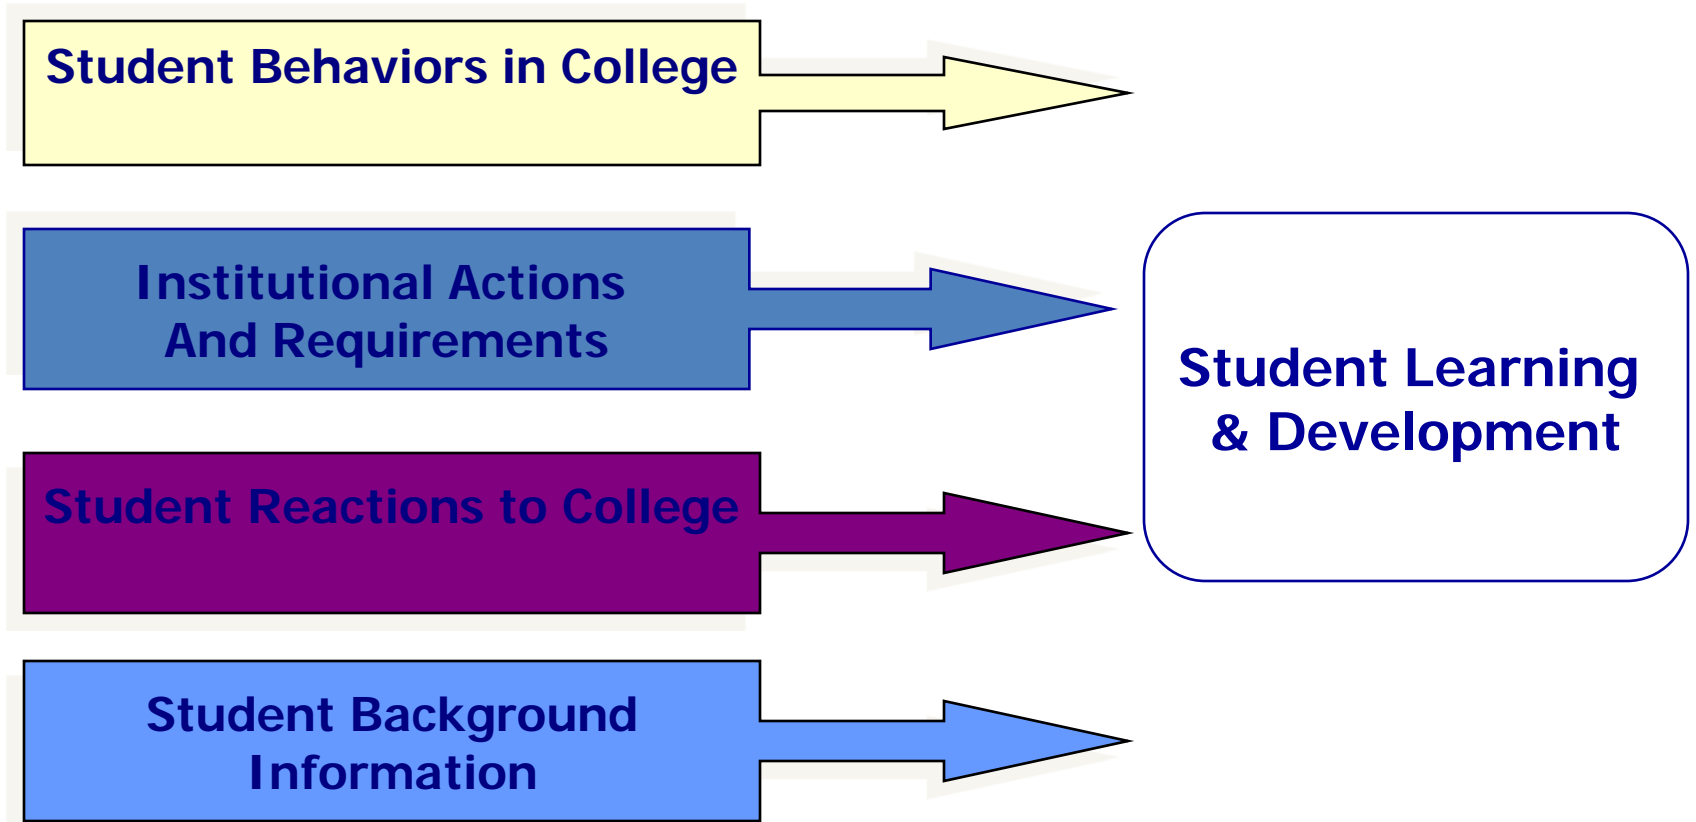 Student Behaviors in College
Institutional Actions
And Requirements
Student Reactions to College
Student Background
Information
Student Learning
& Development